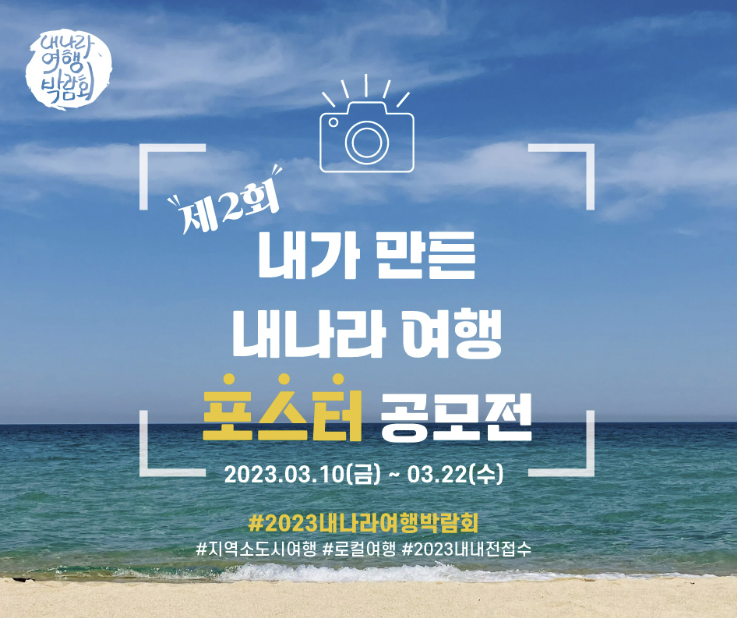 내나라
여행
박람회
"제2회"
내가 만든
내나라 여행
포스터 공모전
2023.03.10(금) ~ 03.22(수)
#2023내나라여행박람회
#지역소도시여행 #로컬여행 #2023내내전접수